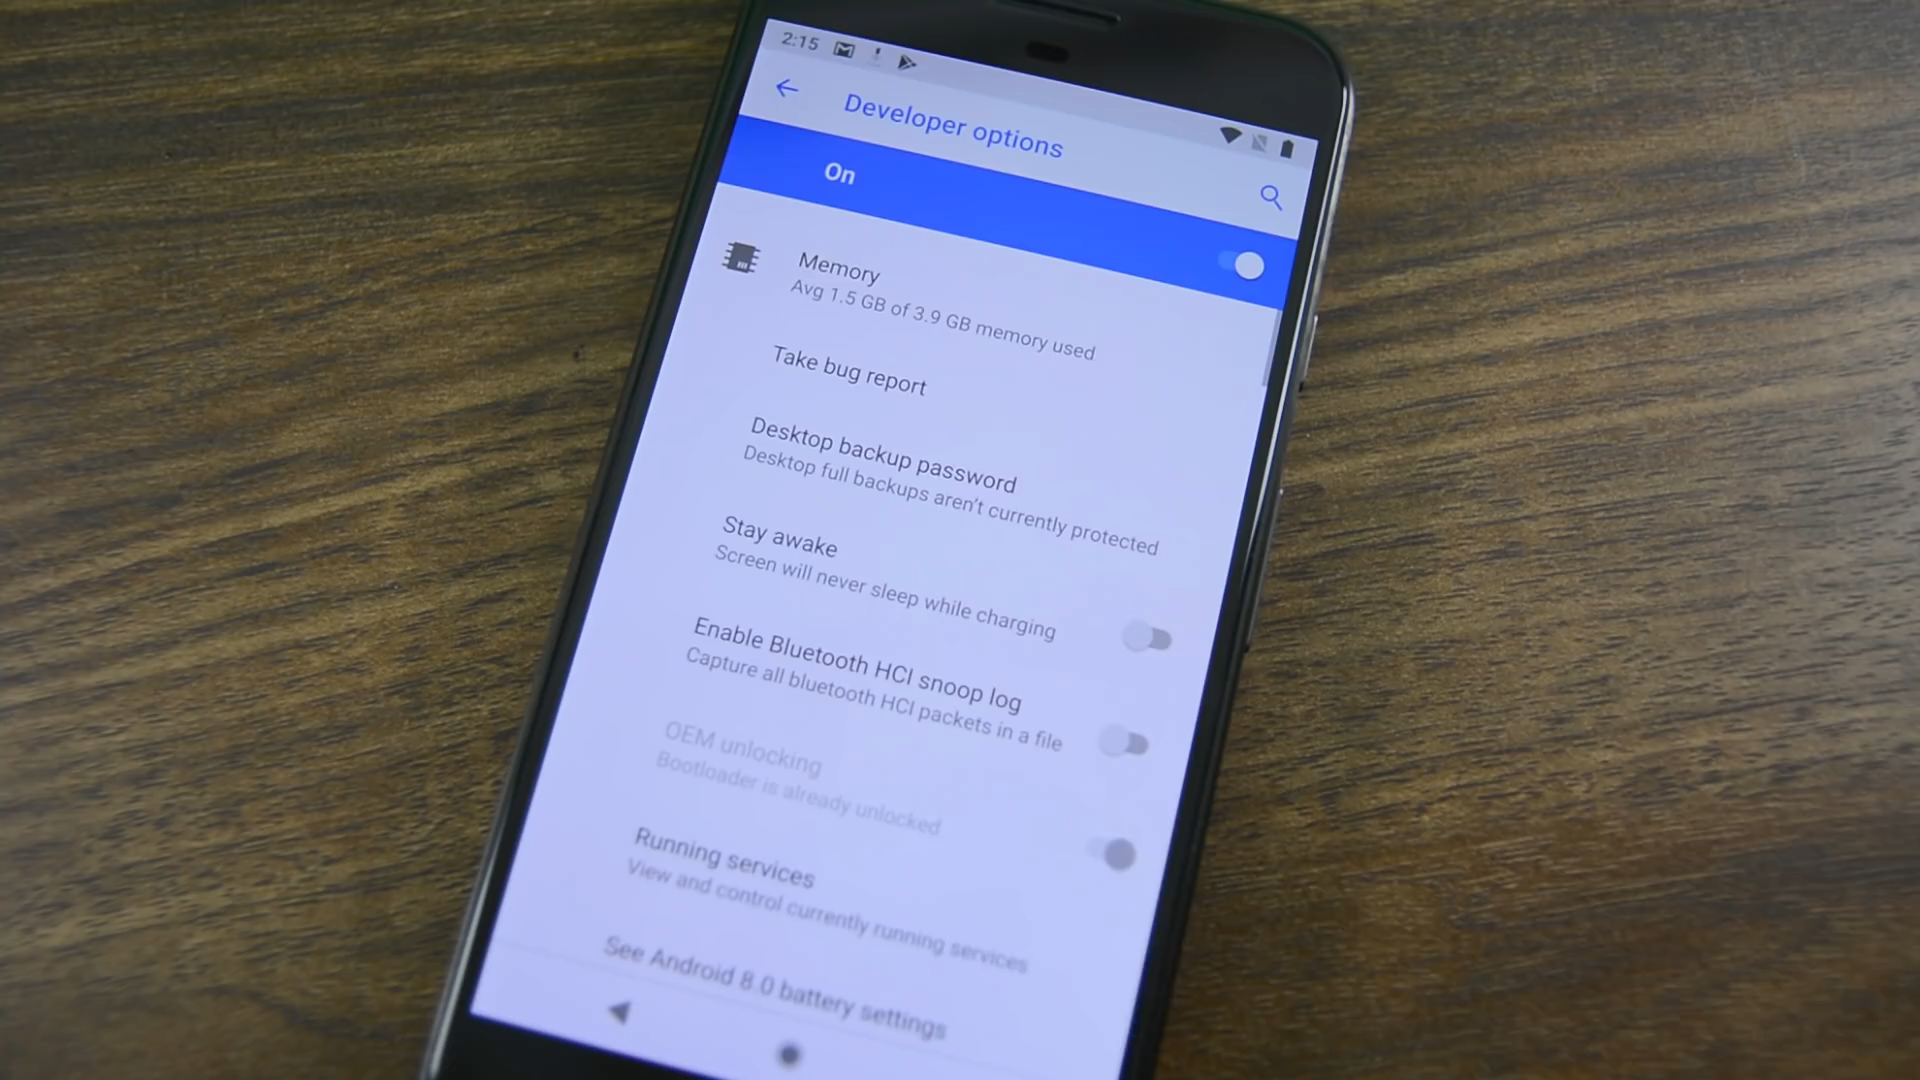 2:15
Developer options
On
Memory
Avg 1.5 GB of 3.9 GB memory used
Take bug report
Desktop backup password
Desktop full backups aren't currently protected
Stay awake
Screen will never sleep while charging
Enable Bluetooth HCI snoop log
Capture all bluetooth HCI packets in a file
OEM unlocking
Bootloader is already unlocked
Running services
View and control currently running services
See Android 8.0 battery settings